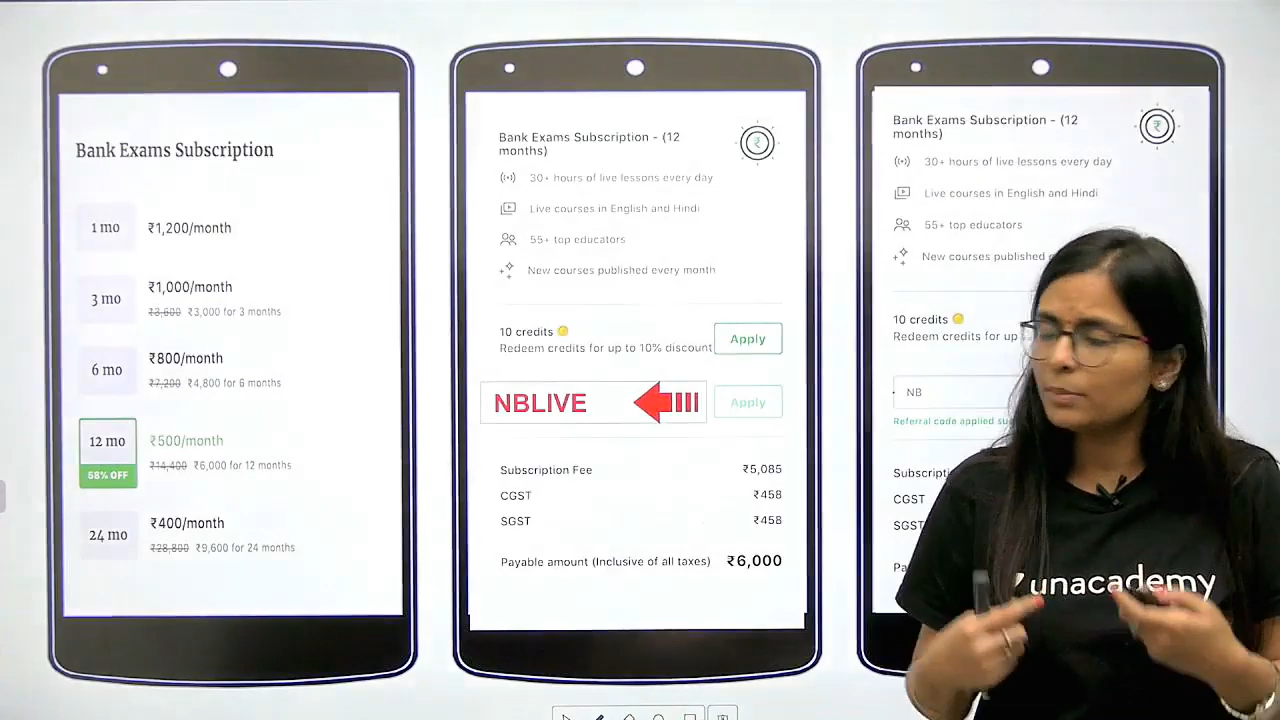 Bank Exams Subscription
1 mo
₹1,200/month
3 mo
₹1,000/month
₹3,600 ₹3,000 for 3 months
6 mo
₹800/month
₹7,200 ₹4,800 for 6 months
12 mo
58% OFF
₹500/month
₹14,400 ₹6,000 for 12 months
24 mo
₹400/month
₹28,800 ₹9,600 for 24 months
Bank Exams Subscription - (12
months)
₹
30+ hours of live lessons every day
Live courses in English and Hindi
55+ top educators
New courses published every month
10 credits
Redeem credits for up to 10% discount
Apply
NBLIVE
Apply
Subscription Fee ₹5,085
CGST ₹458
SGST ₹458
Payable amount (Inclusive of all taxes) ₹6,000
Bank Exams Subscription - (12
months)
₹
30+ hours of live lessons every day
Live courses in English and Hindi
55+ top educators
New courses published
10 credits
Redeem credits for up
NB
Referral code applied
CGST
SGST
unacademy